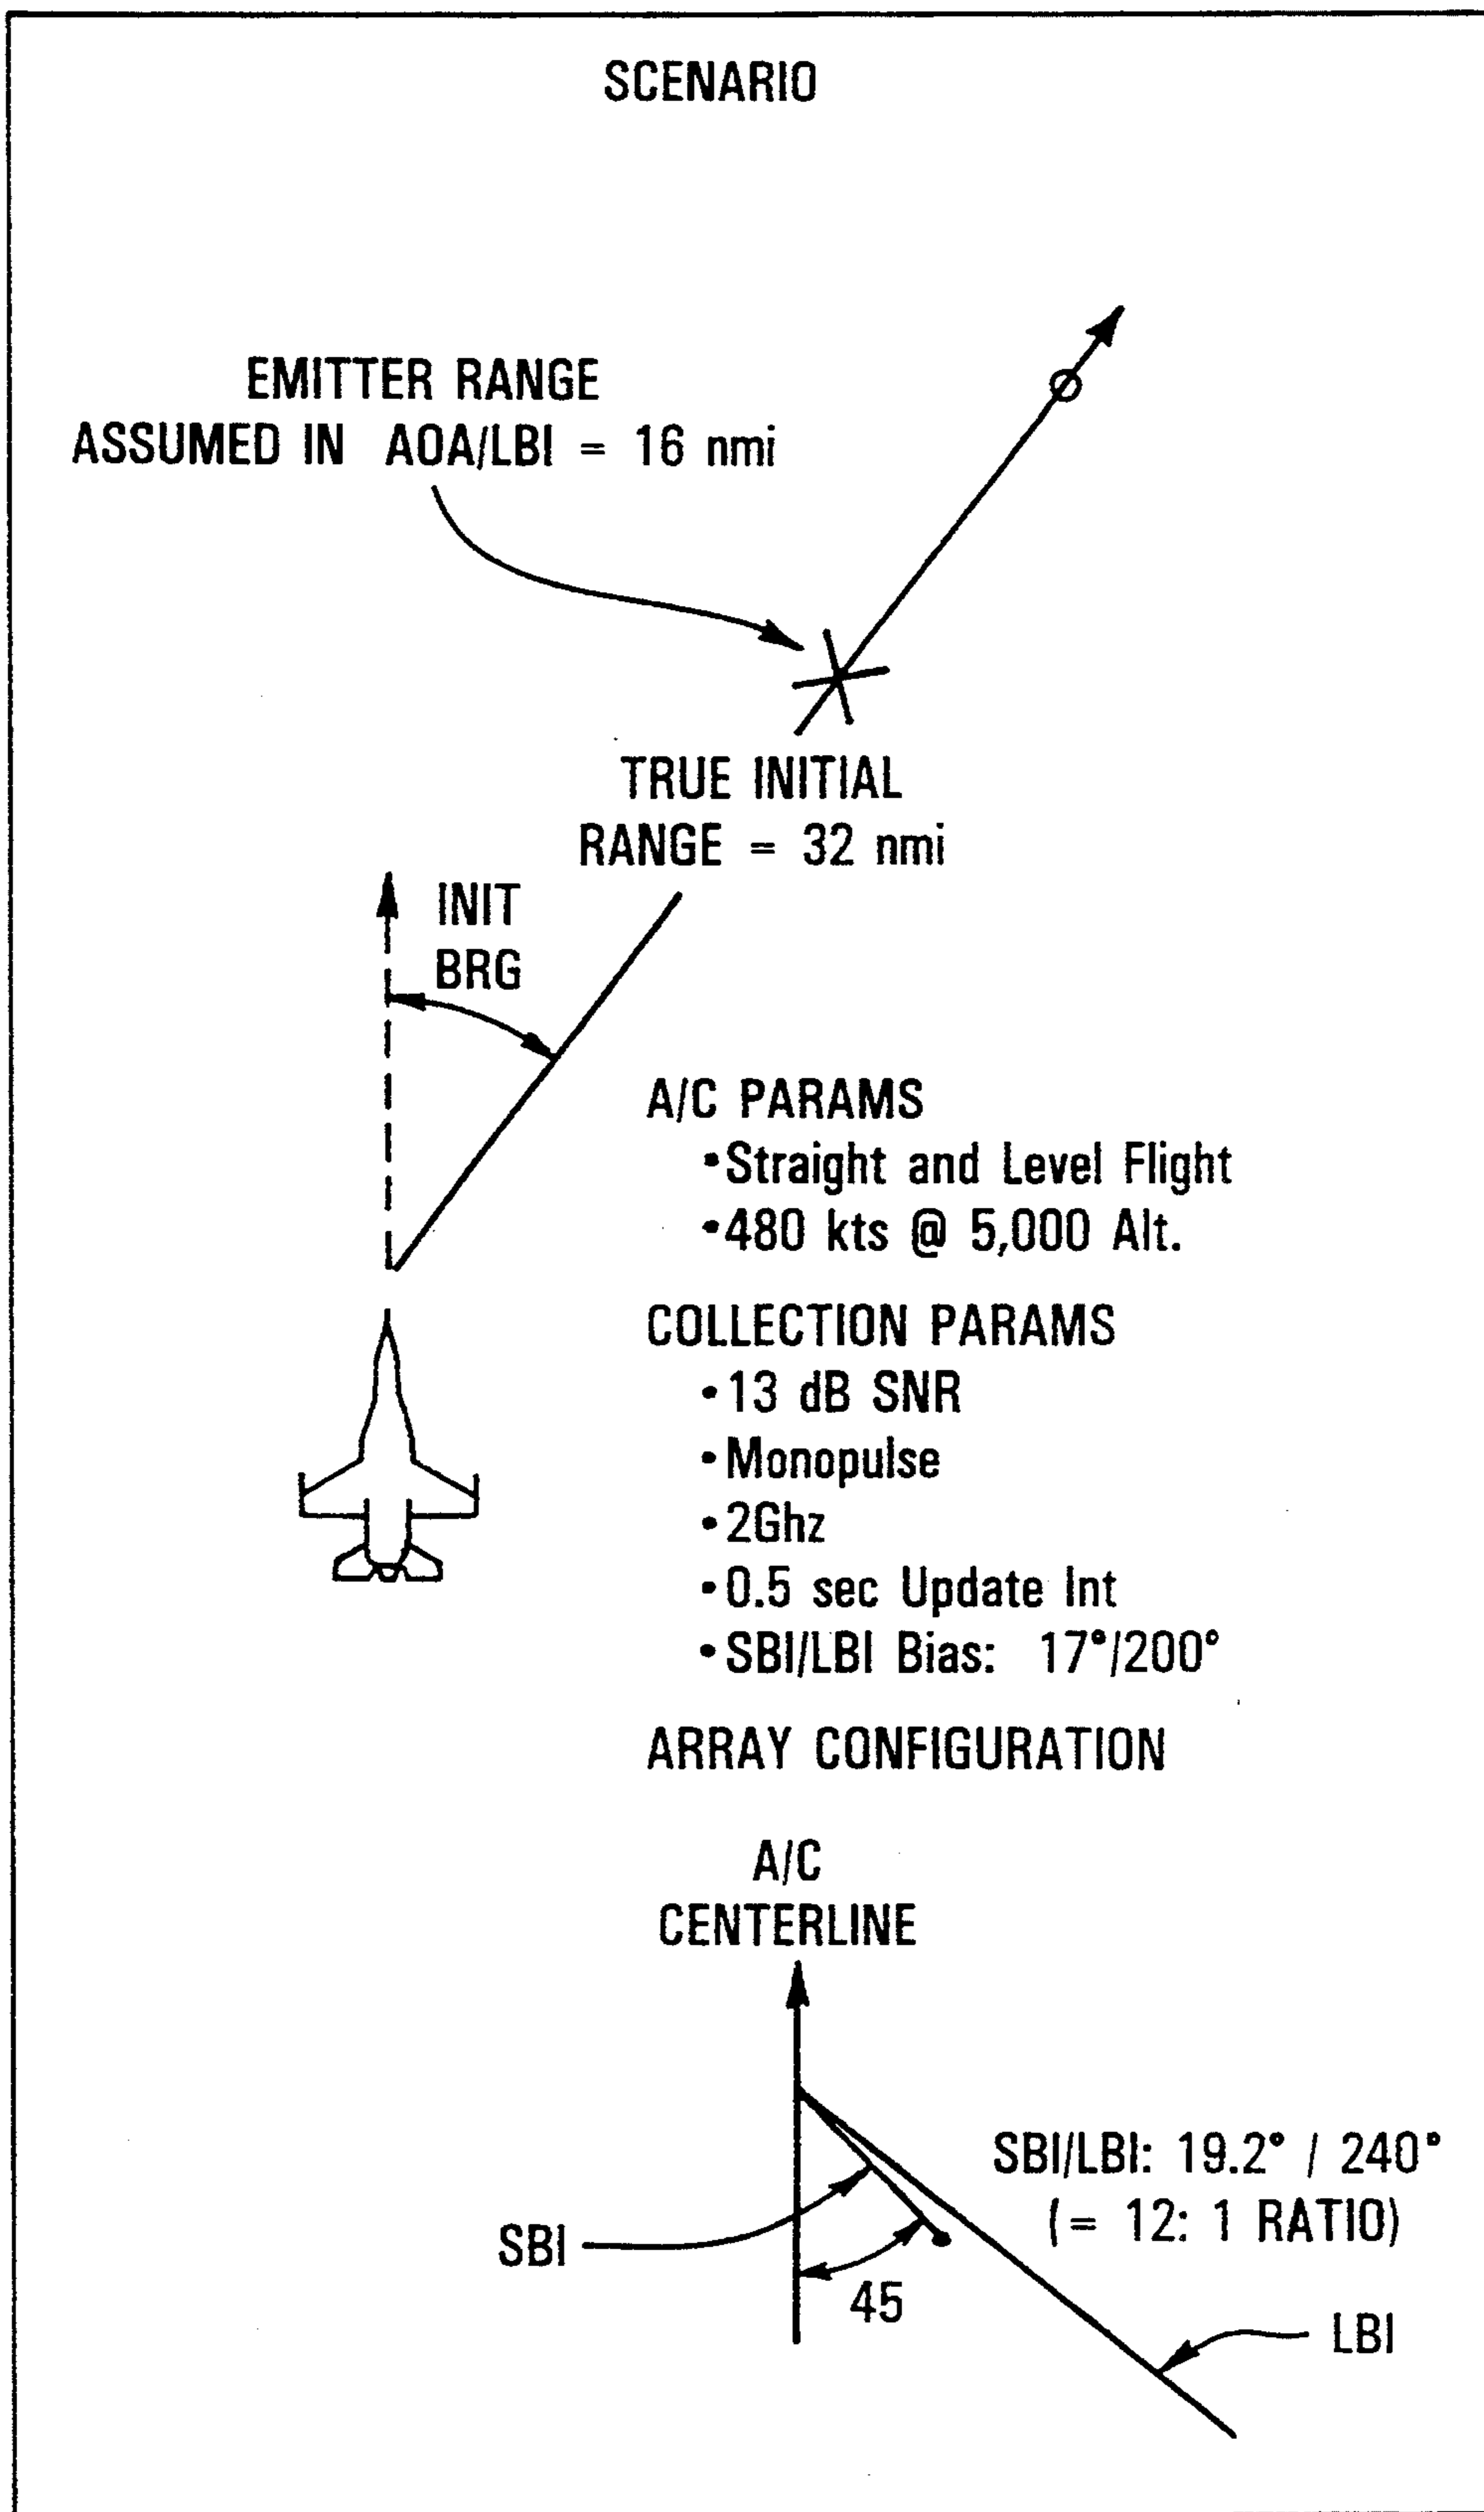 SCENARIO
EMITTER RANGE
ASSUMED IN AOA/LBI = 16 nmi
TRUE INITIAL
RANGE = 32 nmi
INIT
BRG
A/C PARAMS
•Straight and Level Flight
•480 kts @ 5,000 Alt.
COLLECTION PARAMS
•13 dB SNR
•Monopulse
•2Ghz
•0.5 sec Update Int
•SBI/LBI Bias: 17°/200°
ARRAY CONFIGURATION
A/C
CENTERLINE
SBI/LBI: 19.2° / 240°
(= 12: 1 RATIO)
SBI
45
LBI